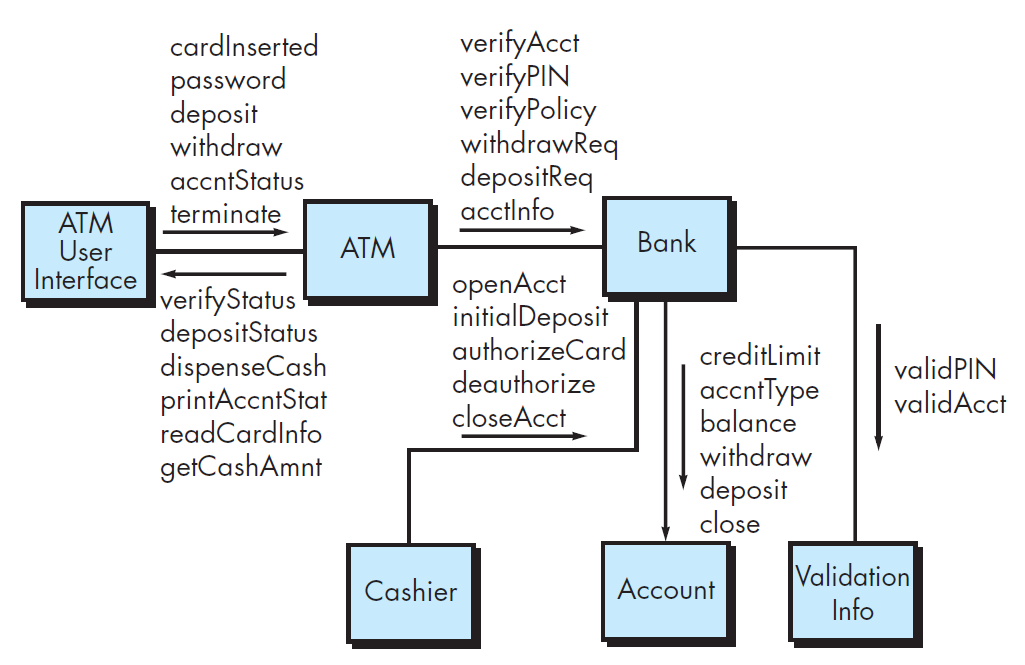 cardInserted
password
deposit
withdraw
accntStatus
terminate
verifyAcct
verifyPIN
verifyPolicy
withdrawReq
depositReq
acctInfo
ATM
User
Interface
ATM
Bank
verifyStatus
depositStatus
dispenseCash
printAccntStat
readCardInfo
getCashAmnt
openAcct
initialDeposit
authorizeCard
deauthorize
closeAcct
creditLimit
accntType
balance
withdraw
deposit
close
validPIN
validAcct
Cashier
Account
Validation
Info